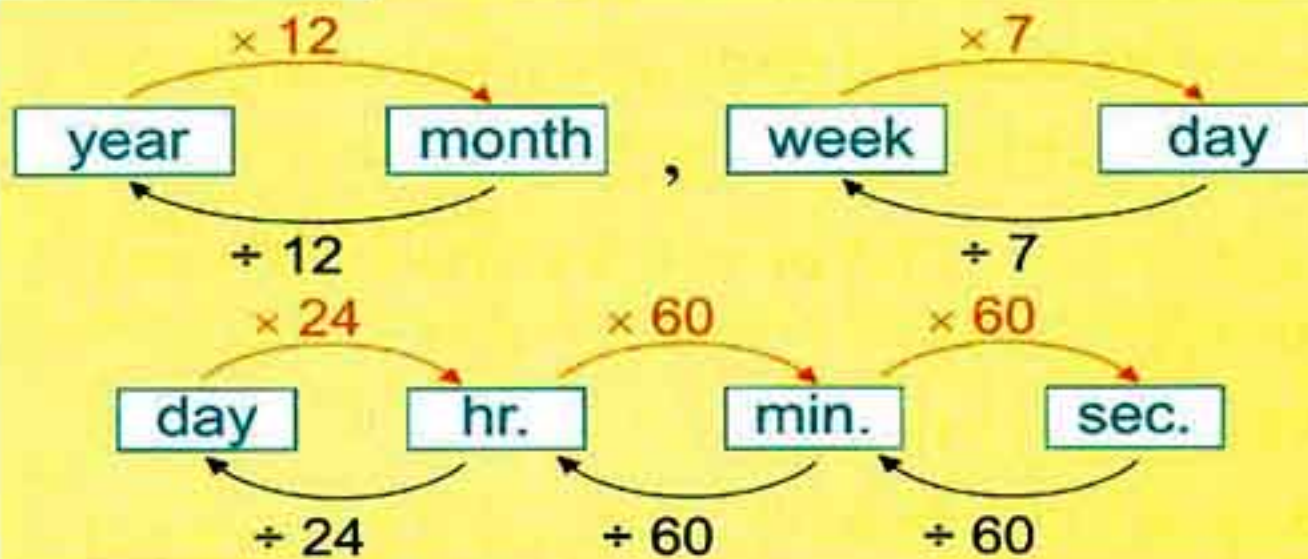 × 12 × 7
year month , week day
÷ 12 ÷ 7
× 24 × 60 × 60
day hr. min. sec.
÷ 24 ÷ 60 ÷ 60